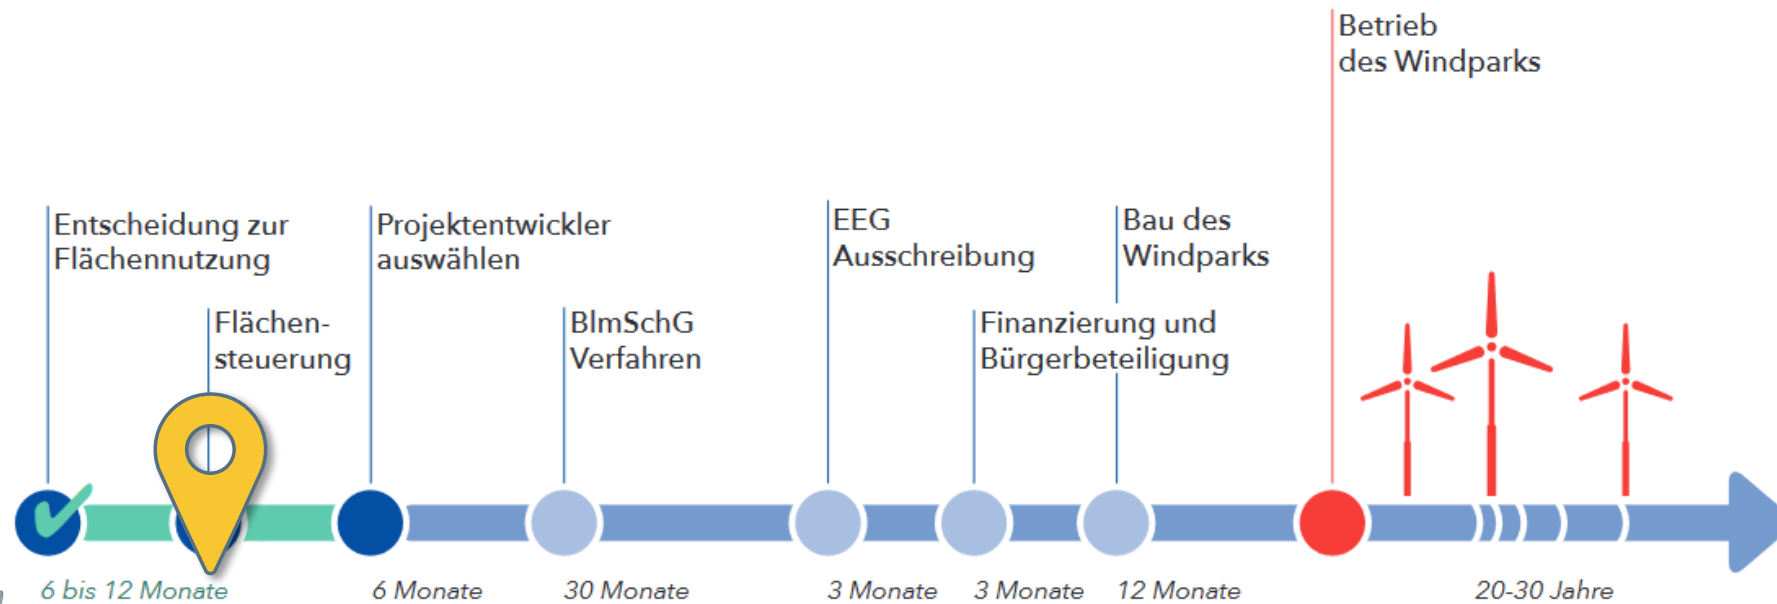 Betrieb
des Windparks
Entscheidung zur
Flächennutzung
Projektentwickler
auswählen
EEG
Ausschreibung
Bau des
Windparks
Flächen-
steuerung
BImSchG
Verfahren
Finanzierung und
Bürgerbeteiligung
6 bis 12 Monate
6 Monate
30 Monate
3 Monate
3 Monate
12 Monate
20-30 Jahre